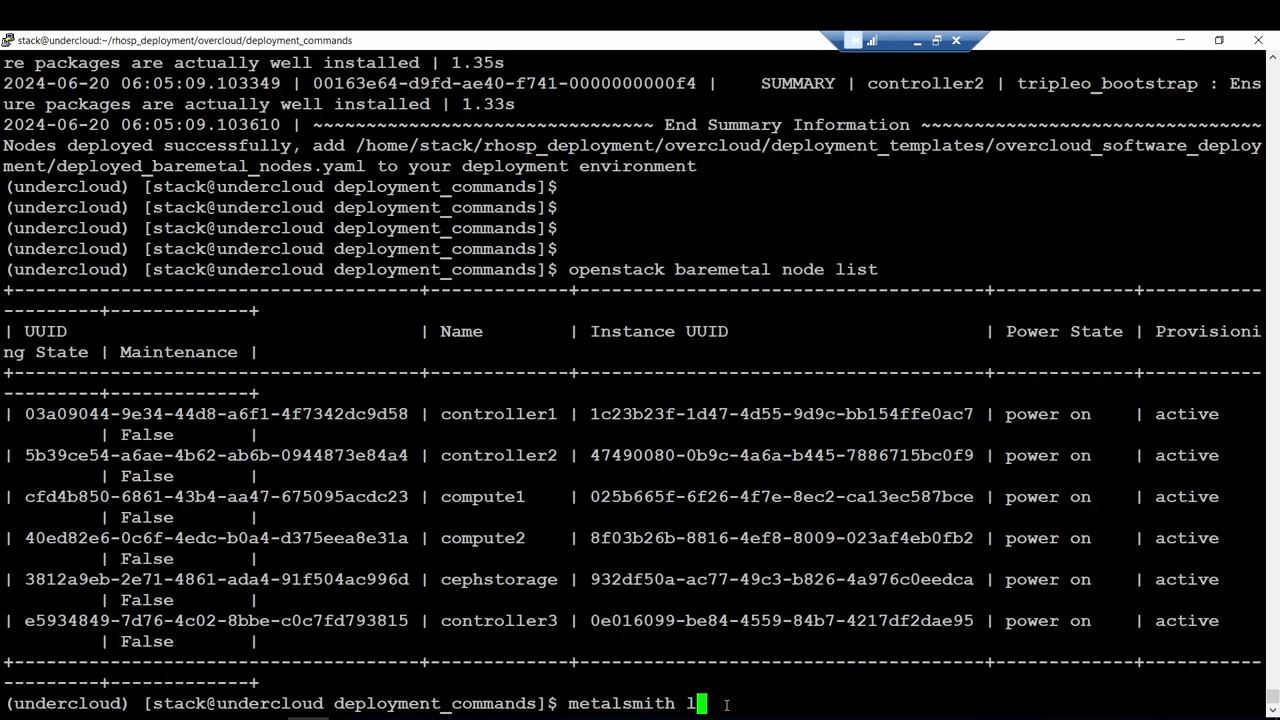 stack@undercloud:~/rhosp_deployment/overcloud/deployment_commands
re packages are actually well installed | 1.35s
2024-06-20 06:05:09.103349 | 00163e64-d9fd-ae40-f741-0000000000f4 |    SUMMARY | controller2 | tripleo_bootstrap : Ens
ure packages are actually well installed | 1.33s
2024-06-20 06:05:09.103610 | ~~~~~~~~~~~~~~~~~~~~~~~~~~~~~~~~ End Summary Information ~~~~~~~~~~~~~~~~~~~~~~~~~~~~~~~~
Nodes deployed successfully, add /home/stack/rhosp_deployment/overcloud/deployment_templates/overcloud_software_deploy
ment/deployed_baremetal_nodes.yaml to your deployment environment
(undercloud) [stack@undercloud deployment_commands]$
(undercloud) [stack@undercloud deployment_commands]$
(undercloud) [stack@undercloud deployment_commands]$
(undercloud) [stack@undercloud deployment_commands]$
(undercloud) [stack@undercloud deployment_commands]$ openstack baremetal node list
+--------------------------------------+-------------+--------------------------------------+-------------+-----------
---------+-------------+
| UUID                                 | Name        | Instance UUID                        | Power State | Provisioni
ng State | Maintenance |
+--------------------------------------+-------------+--------------------------------------+-------------+-----------
---------+-------------+
| 03a09044-9e34-44d8-a6f1-4f7342dc9d58 | controller1 | 1c23b23f-1d47-4d55-9d9c-bb154ffe0ac7 | power on    | active
         | False       |
| 5b39ce54-a6ae-4b62-ab6b-0944873e84a4 | controller2 | 47490080-0b9c-4a6a-b445-7886715bc0f9 | power on    | active
         | False       |
| cfd4b850-6861-43b4-aa47-675095acdc23 | compute1    | 025b665f-6f26-4f7e-8ec2-ca13ec587bce | power on    | active
         | False       |
| 40ed82e6-0c6f-4edc-b0a4-d375eea8e31a | compute2    | 8f03b26b-8816-4ef8-8009-023af4eb0fb2 | power on    | active
         | False       |
| 3812a9eb-2e71-4861-ada4-91f504ac996d | cephstorage | 932df50a-ac77-49c3-b826-4a976c0eedca | power on    | active
         | False       |
| e5934849-7d76-4c02-8bbe-c0c7fd793815 | controller3 | 0e016099-be84-4559-84b7-4217df2dae95 | power on    | active
         | False       |
+--------------------------------------+-------------+--------------------------------------+-------------+-----------
---------+-------------+
(undercloud) [stack@undercloud deployment_commands]$ metalsmith l